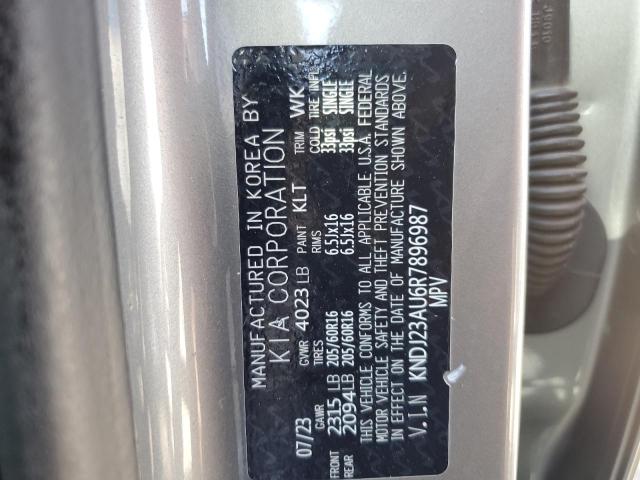 MANUFACTURED IN KOREA BY
KIA CORPORATION
07/23 GVWR 4023 LB PAINT KLT TRIM WK
GAWR TIRES RIMS COLD TIRE INPL
2315 LB 205/60R16 6.5Jx16 33psi SINGLE
2094 LB 205/60R16 6.5Jx16 33psi SINGLE
REAR
THIS VEHICLE CONFORMS TO ALL APPLICABLE U.S.A. FEDERAL
MOTOR VEHICLE SAFETY AND THEFT PREVENTION STANDARDS
IN EFFECT ON THE DATE OF MANUFACTURE SHOWN ABOVE.
V.I.N KNDJ23AU6R7896987
MPV